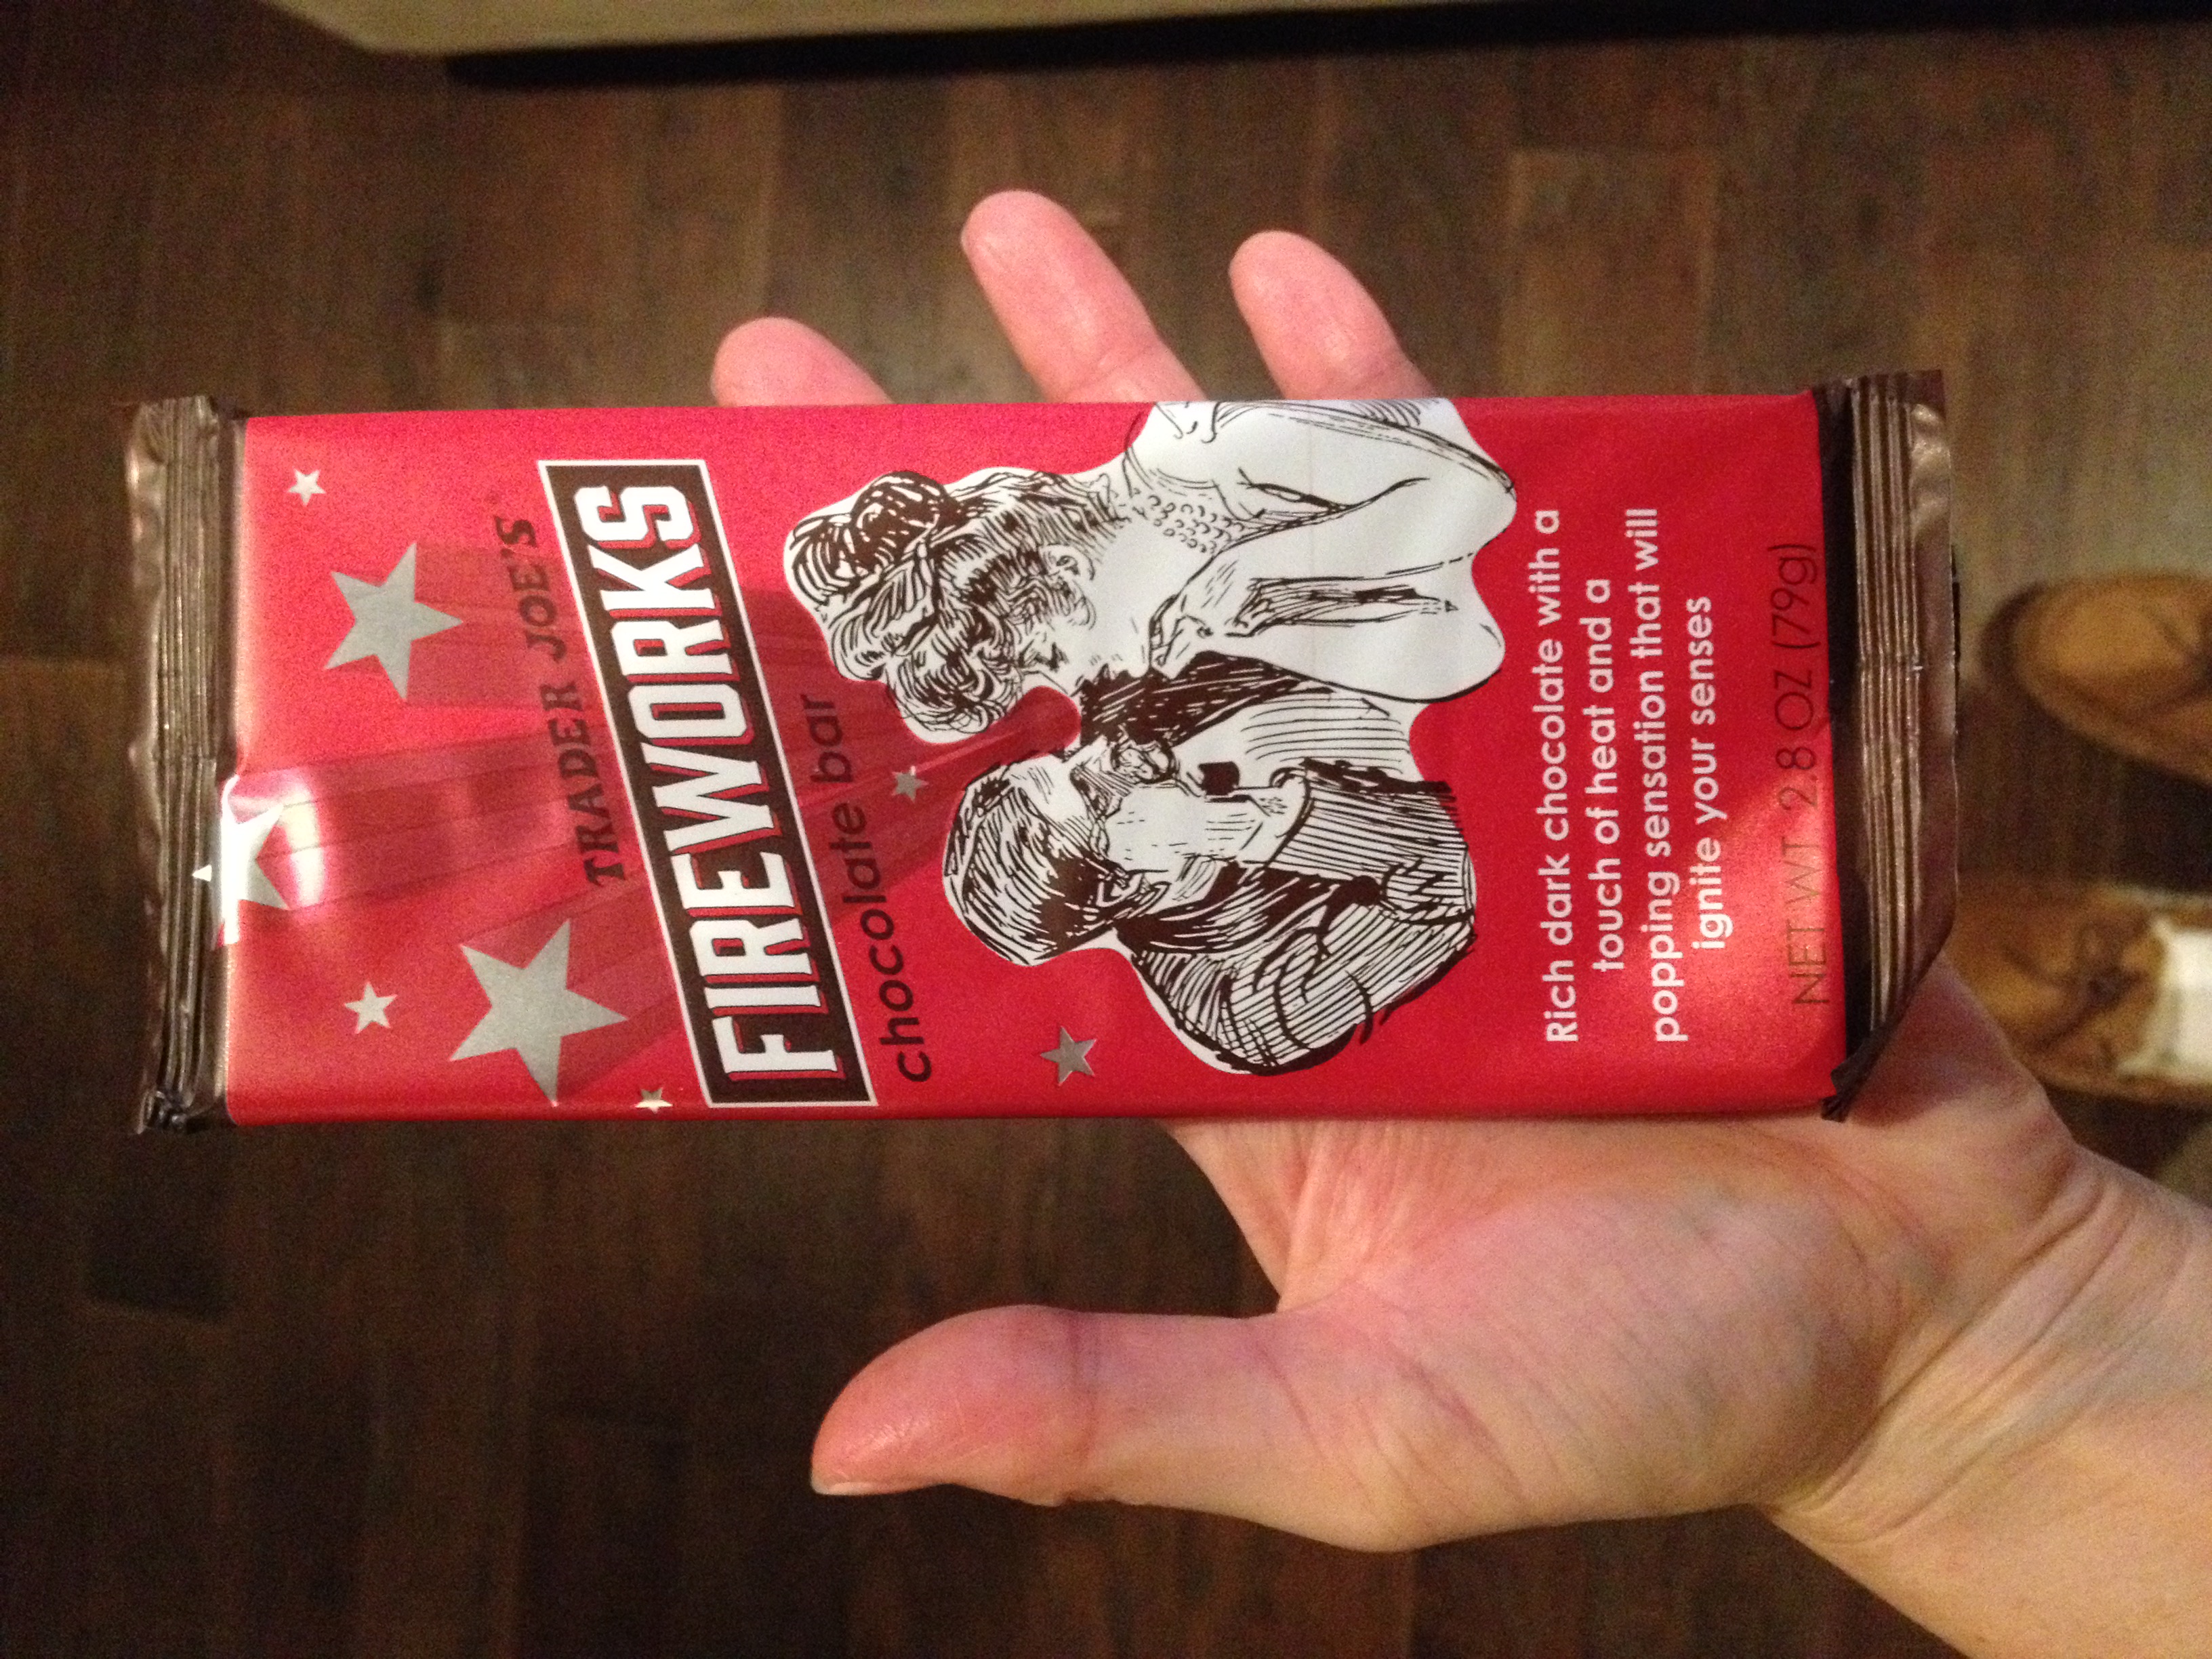 TRADER JOE'S
FIREWORKS
chocolate bar
Rich dark chocolate with a
touch of heat and a
popping sensation that will
ignite your senses
NET WT 2.8 OZ (79g)